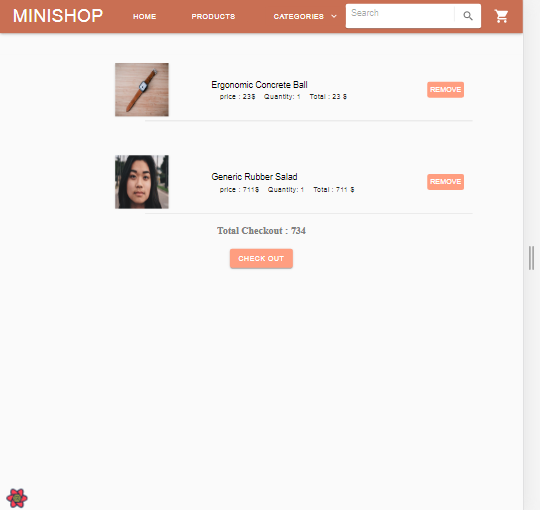 MINISHOP HOME PRODUCTS CATEGORIES Search
Ergonomic Concrete Ball
price : 23$ Quantity: 1 Total : 23 $
REMOVE
Generic Rubber Salad
price : 711$ Quantity: 1 Total : 711 $
REMOVE
Total Checkout : 734
CHECK OUT